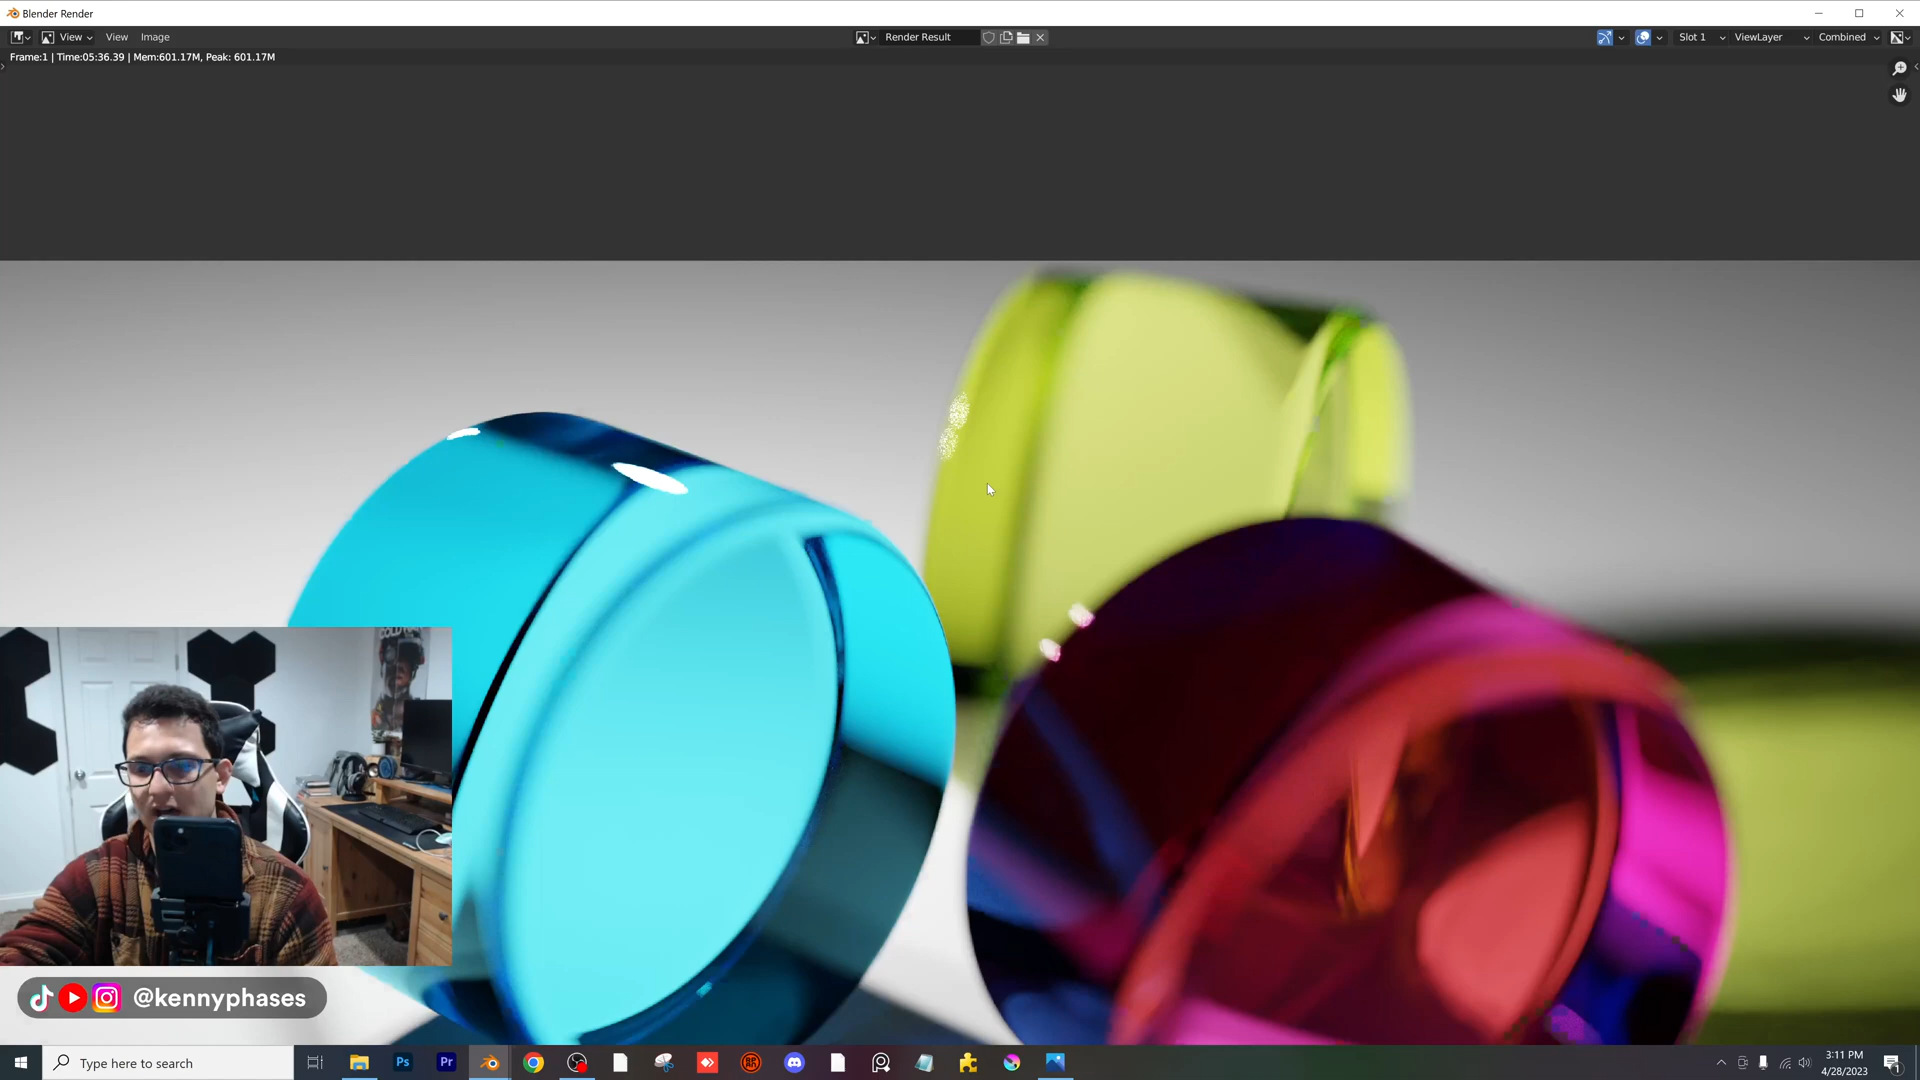 Blender Render
View View Image Render Result Slot 1 ViewLayer Combined
Frame:1 | Time:05:36.39 | Mem:601.17M, Peak: 601.17M
@kennyphases
Type here to search
Ps
Pr
3:11 PM
4/28/2023
1